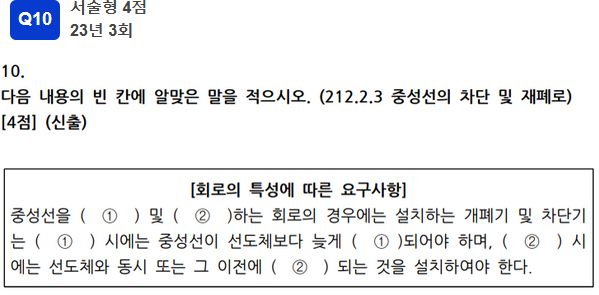 Q10
서술형 4점
23년 3회
10.
다음 내용의 빈 칸에 알맞은 말을 적으시오. (212.2.3 중성선의 차단 및 재폐로)
[4점] (신출)
[회로의 특성에 따른 요구사항]
중성선을 ( ① ) 및 ( ② )하는 회로의 경우에는 설치하는 개폐기 및 차단기
는 ( ① ) 시에는 중성선이 선도체보다 늦게 ( ① )되어야 하며, ( ② ) 시
에는 선도체와 동시 또는 그 이전에 ( ② ) 되는 것을 설치하여야 한다.